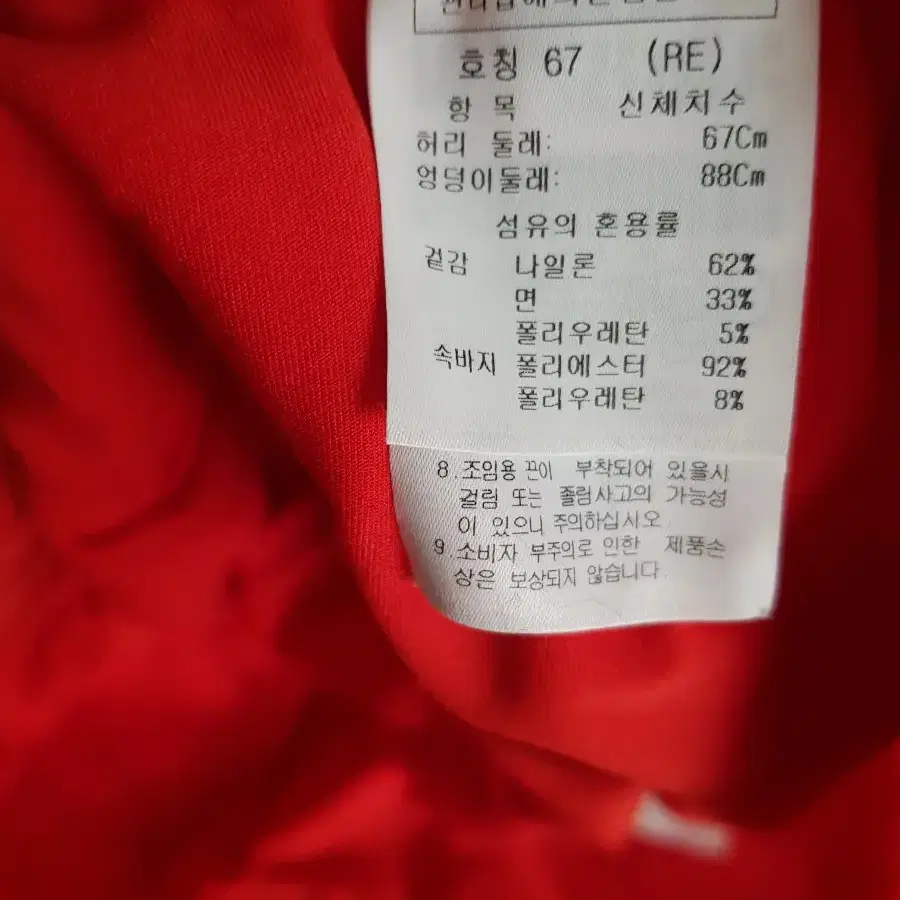 호칭 67 (RE)
항 목 신체치수
허리 둘레: 67Cm
엉덩이둘레: 88Cm
섬유의 혼용률
겉감 나일론 62%
면 33%
폴리우레탄 5%
속바지 폴리에스터 92%
폴리우레탄 8%
8.조임용 끈이 부착되어 있을시
걸림 또는 졸림사고의 가능성
이 있으니 주의하십시오.
9.소비자 부주의로 인한 제품손
상은 보상되지 않습니다.